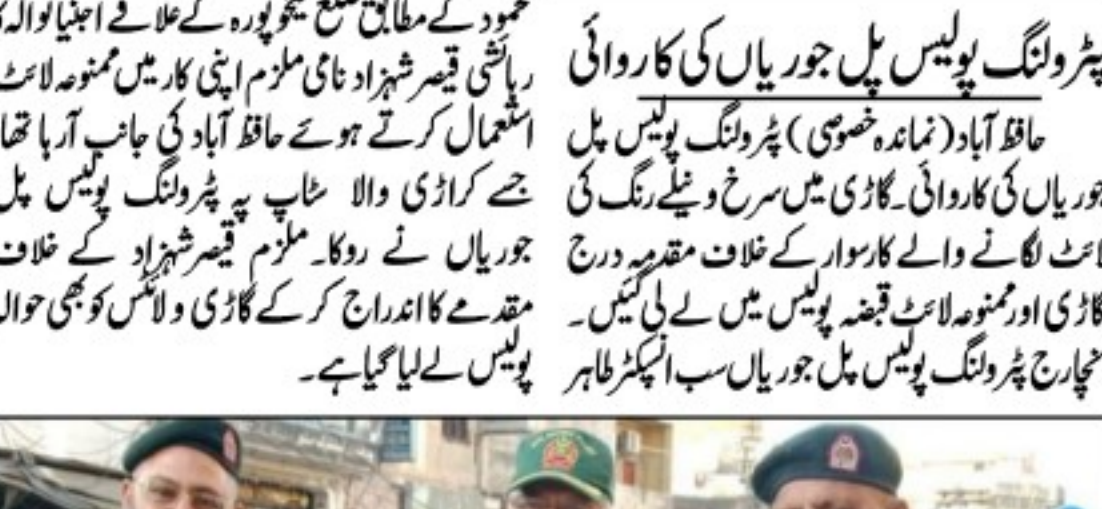 پٹرولنگ پولیس پل جوریاں کی کاروائی
حافظ آباد (نمائندہ خصوصی) پٹرولنگ پولیس پل
جوریاں کی کاروائی۔ گاڑی میں سرخ و نیلے رنگ کی
لائٹ لگانے والے کار سوار کے خلاف مقدمہ درج
گاڑی اور ممنوعہ لائٹ قبضہ پولیس میں لے لی گئیں۔
انچارج پٹرولنگ پولیس پل جوریاں سب انسپکٹر طاہر
محمود کے مطابق ضلع شیخوپورہ کے علاقے اجنیانوالہ کا
رہائشی قیصر شہزاد نامی ملزم اپنی کار میں ممنوعہ لائٹ
استعمال کرتے ہوئے حافظ آباد کی جانب آ رہا تھا
جسے کراڑی والا سٹاپ پہ پٹرولنگ پولیس پل
جوریاں نے روکا۔ ملزم قیصر شہزاد کے خلاف
مقدمے کا اندراج کر کے گاڑی و لائٹس کو بھی حوالہ
پولیس لے لیا گیا ہے۔